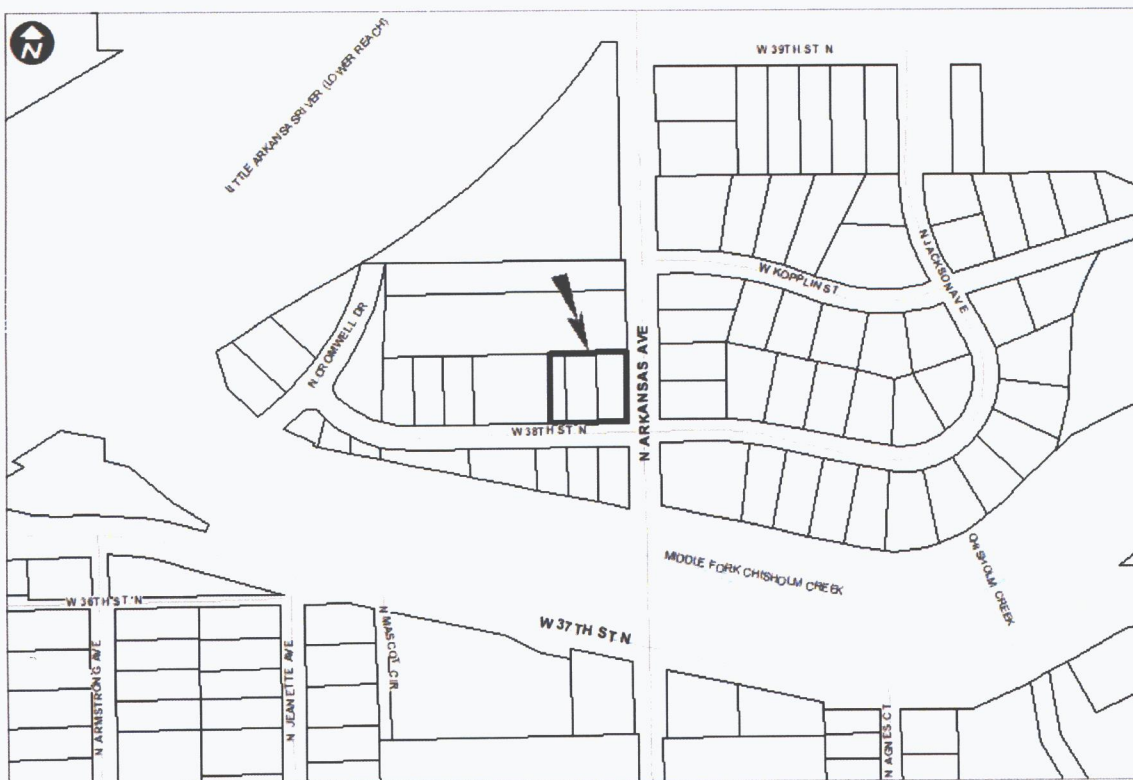 N
W 39TH ST N
LITTLE ARKANSAS RIVER (LOWER REACH)
N JACKSON AVE
W KOPPLIN ST
N CROMWELL DR
N ARKANSAS AVE
W 38TH ST N
MIDDLE FORK CHISHOLM CREEK
CHISHOLM CREEK
W 36TH ST N
N MASCOT CIR
W 37TH ST N
N ARMSTRONG AVE
N JEANETTE AVE
N AGNES CT